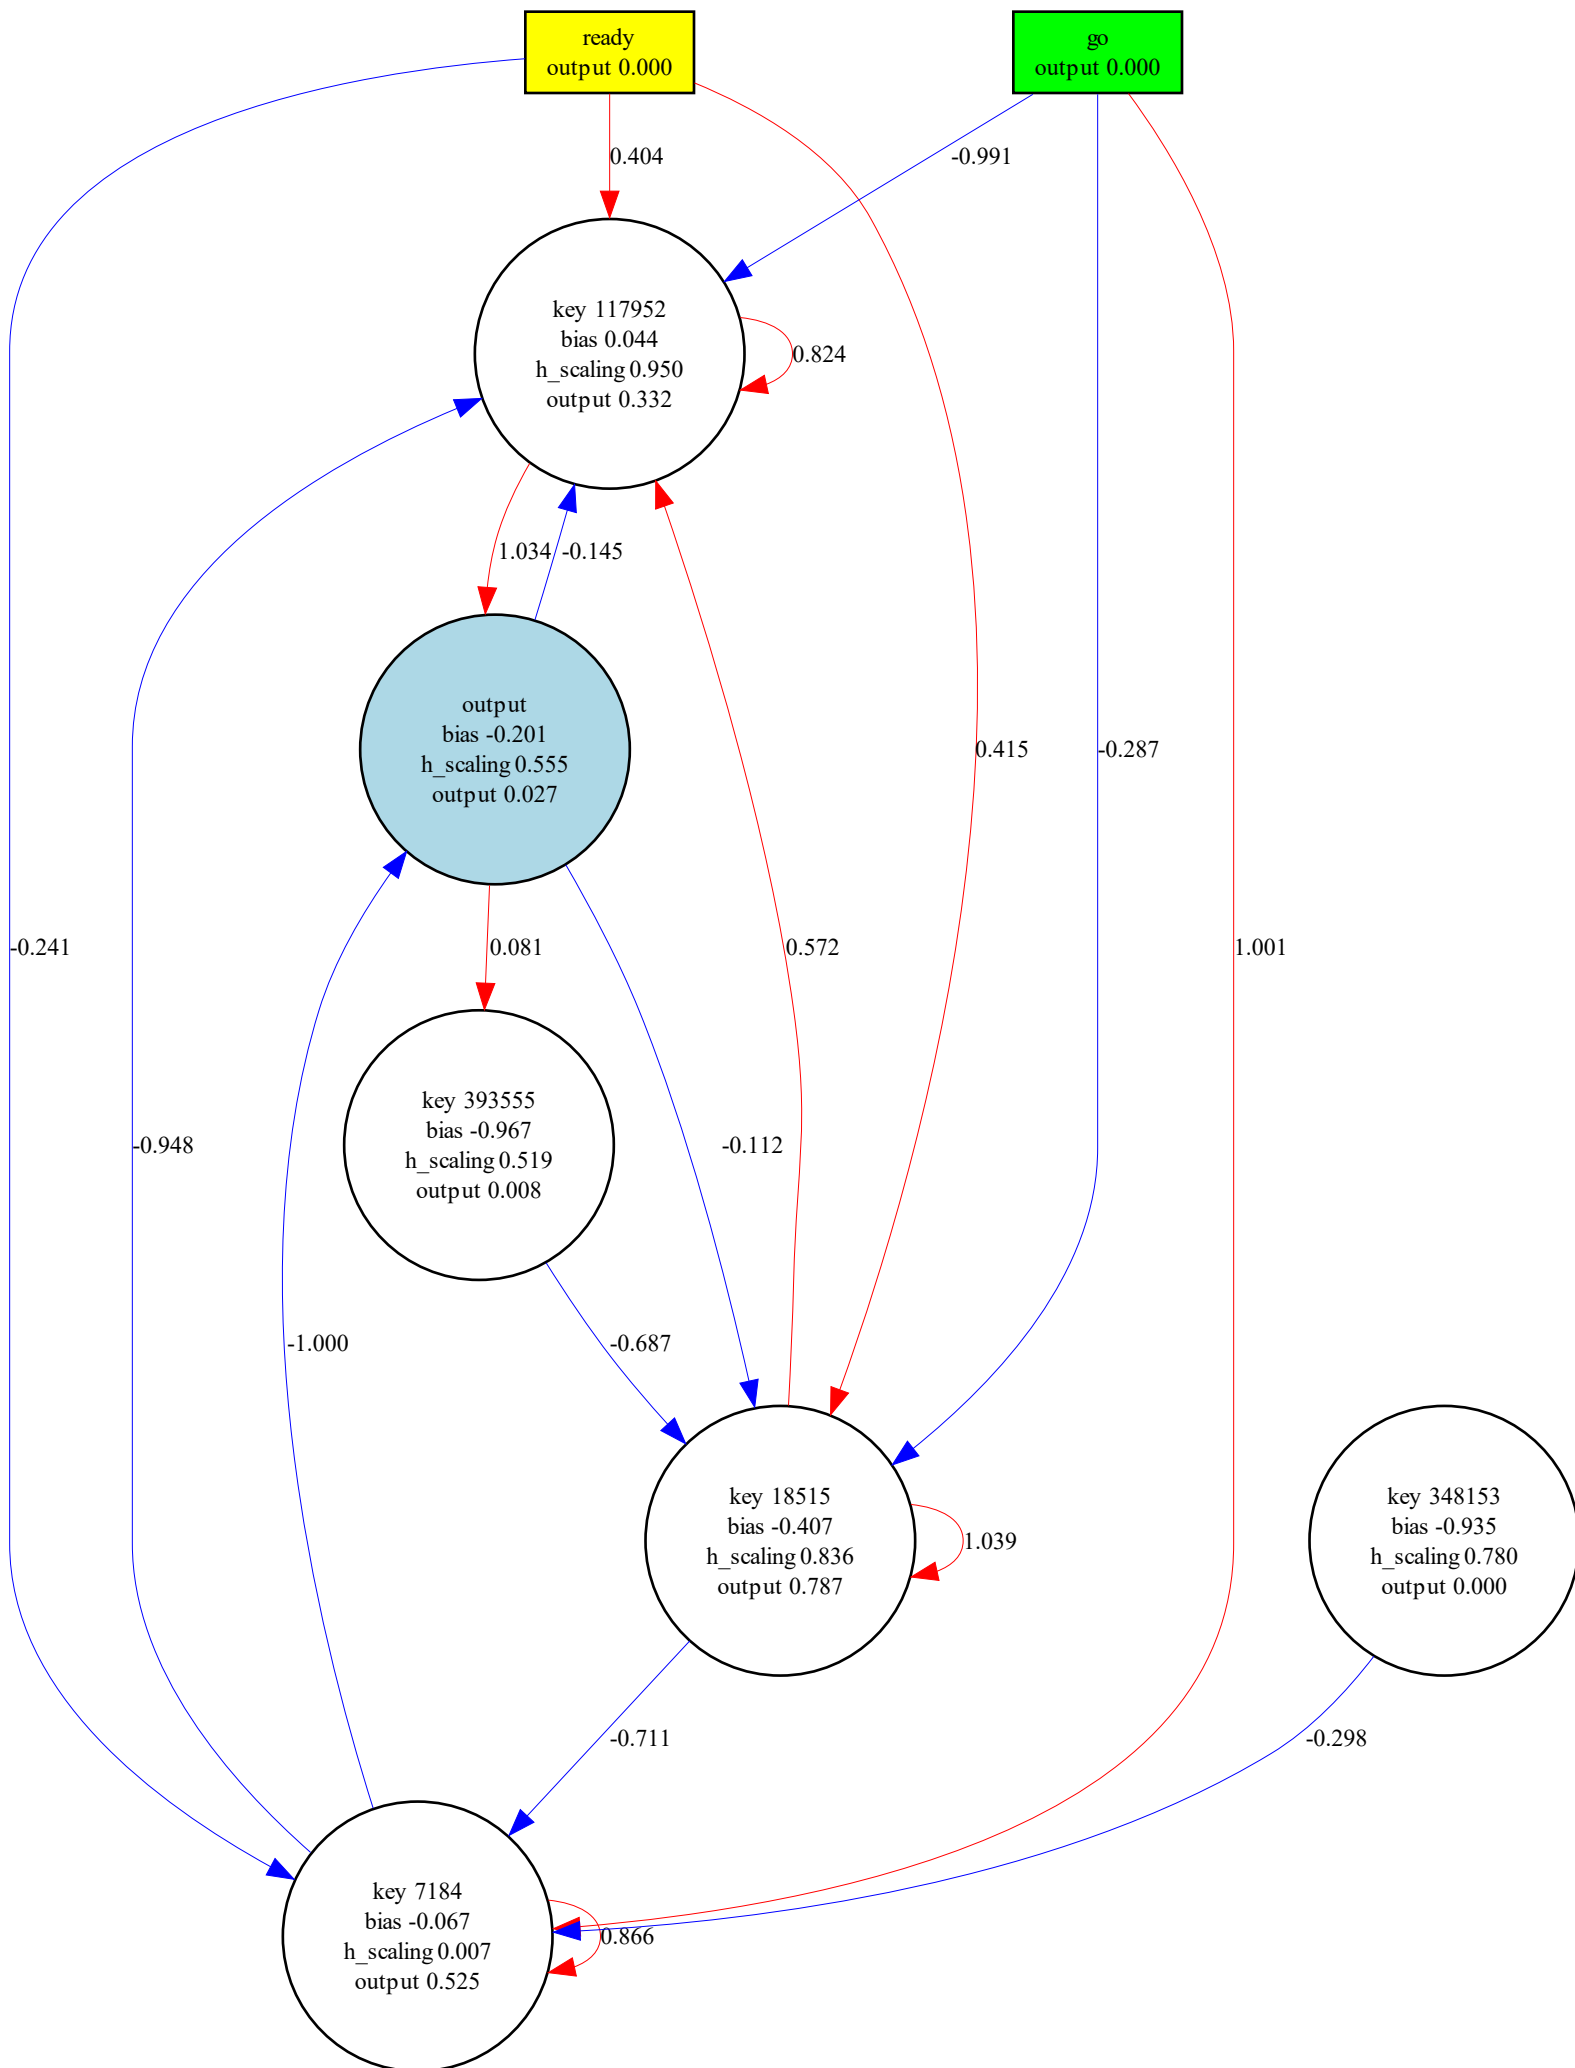 ready
output 0.000
go
output 0.000
0.404
-0.991
key 117952
bias 0.044
h_scaling 0.950
output 0.332
0.824
1.034
-0.145
output
bias -0.201
h_scaling 0.555
output 0.027
0.415
-0.287
-0.241
0.081
0.572
1.001
key 393555
bias -0.967
h_scaling 0.519
output 0.008
-0.948
-0.112
-1.000
-0.687
key 18515
bias -0.407
h_scaling 0.836
output 0.787
1.039
key 348153
bias -0.935
h_scaling 0.780
output 0.000
-0.711
-0.298
key 7184
bias -0.067
h_scaling 0.007
output 0.525
0.866